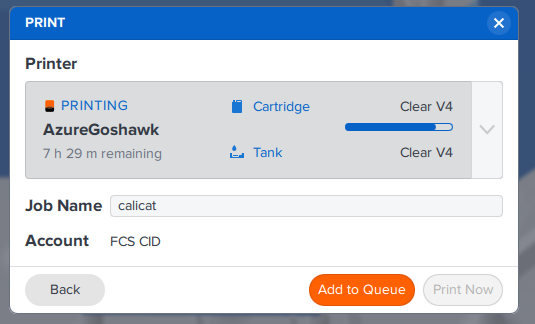 PRINT
Printer
PRINTING
Cartridge
Clear V4
AzureGoshawk
7 h 29 m remaining
Tank
Clear V4
Job Name
calicat
Account
FCS CID
Back
Add to Queue
Print Now